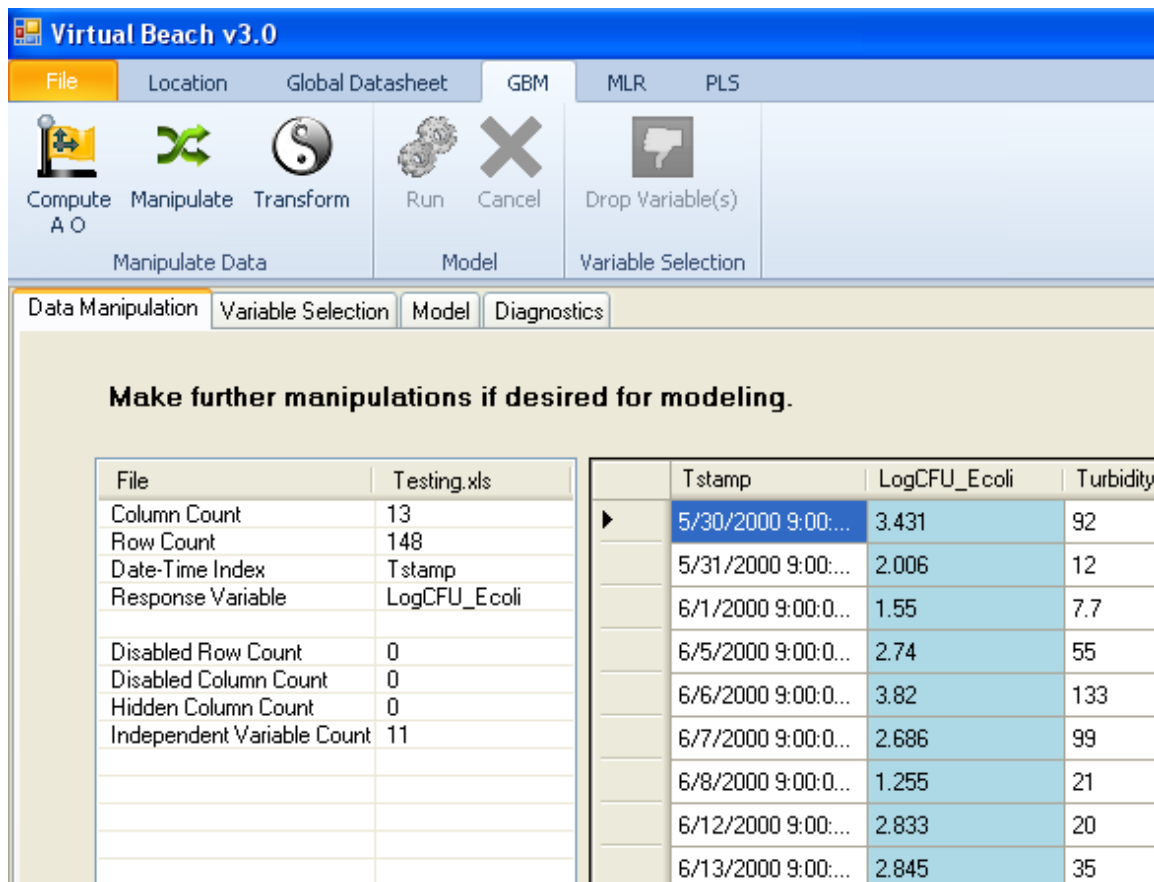 Virtual Beach v3.0
File Location Global Datasheet GBM MLR PLS
Compute A O Manipulate Transform Run Cancel Drop Variable(s)
Manipulate Data Model Variable Selection
Data Manipulation Variable Selection Model Diagnostics
Make further manipulations if desired for modeling.
File Testing.xls
Column Count 13
Row Count 148
Date-Time Index Tstamp
Response Variable LogCFU_Ecoli
Disabled Row Count 0
Disabled Column Count 0
Hidden Column Count 0
Independent Variable Count 11
Tstamp LogCFU_Ecoli Turbidity
5/30/2000 9:00:... 3.431 92
5/31/2000 9:00:... 2.006 12
6/1/2000 9:00:0... 1.55 7.7
6/5/2000 9:00:0... 2.74 55
6/6/2000 9:00:0... 3.82 133
6/7/2000 9:00:0... 2.686 99
6/8/2000 9:00:0... 1.255 21
6/12/2000 9:00:... 2.833 20
6/13/2000 9:00:... 2.845 35